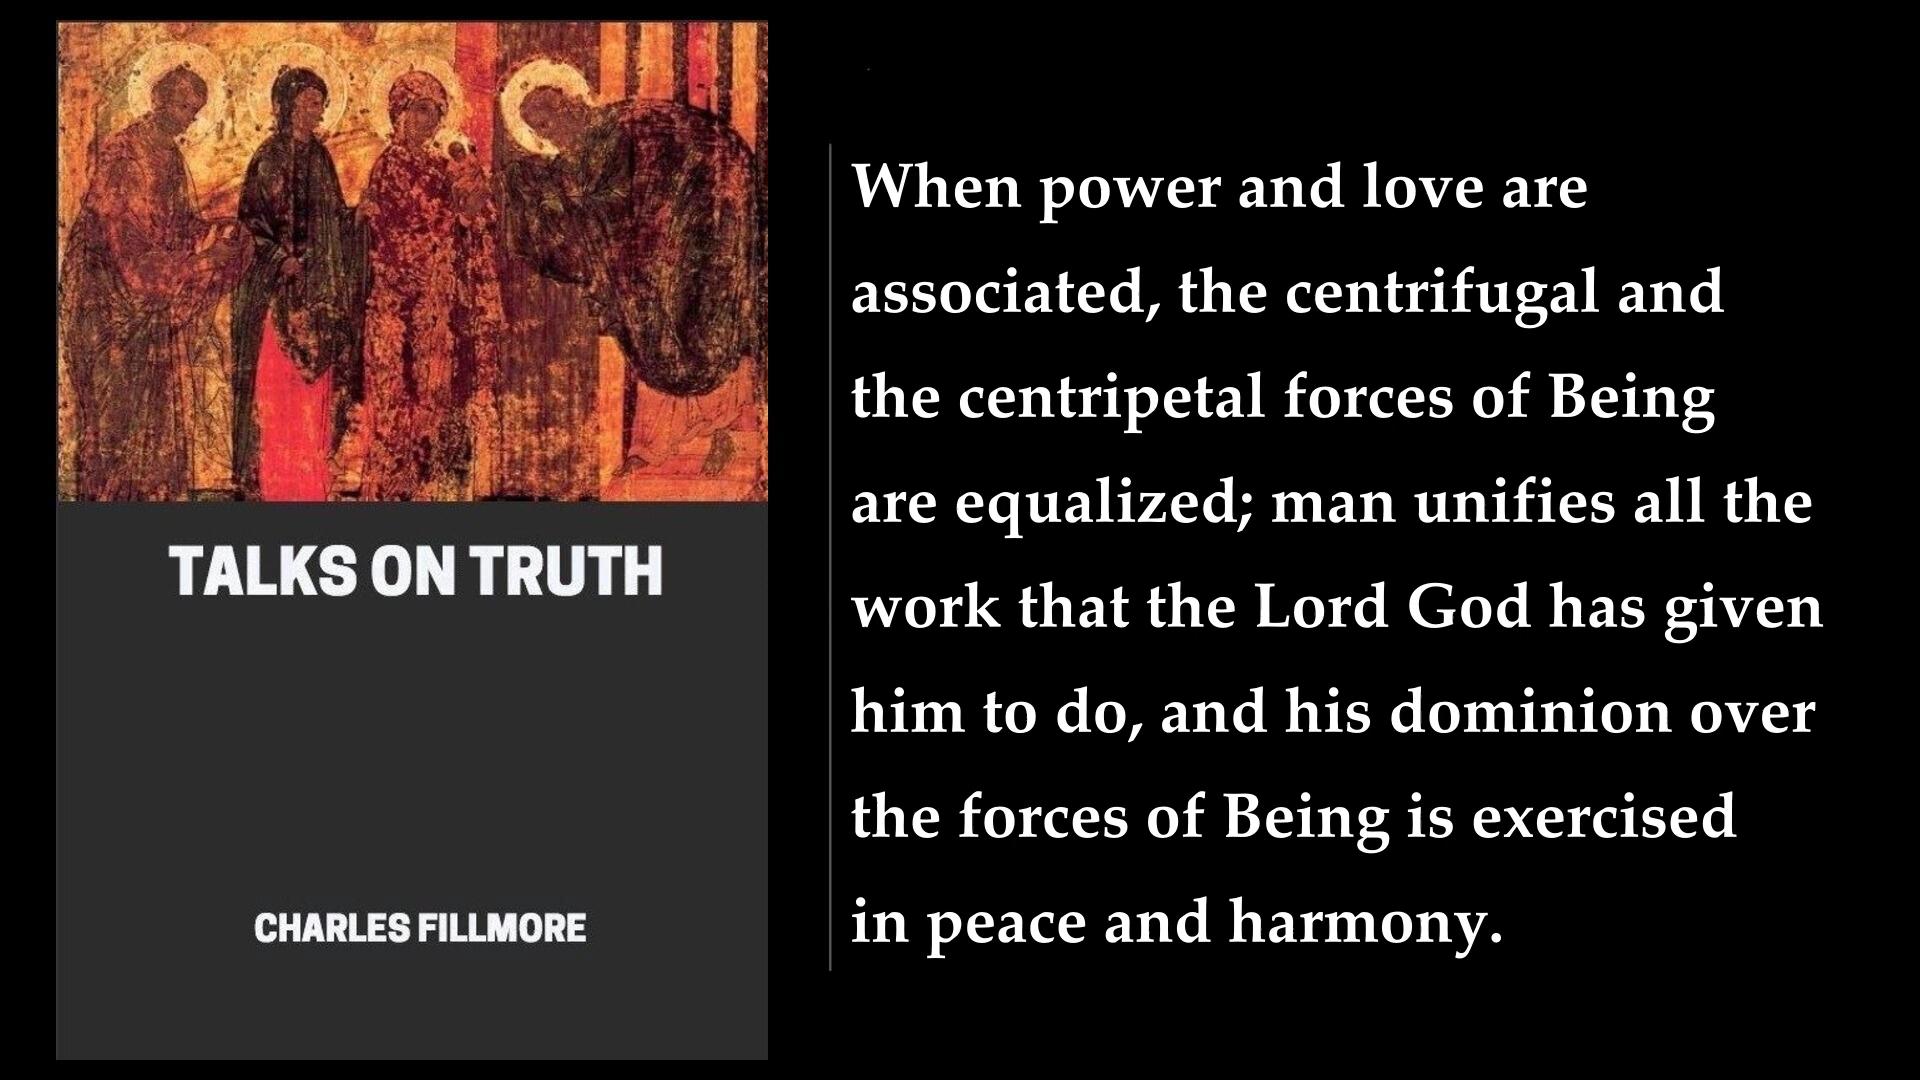 TALKS ON TRUTH
CHARLES FILLMORE
When power and love are
associated, the centrifugal and
the centripetal forces of Being
are equalized; man unifies all the
work that the Lord God has given
him to do, and his dominion over
the forces of Being is exercised
in peace and harmony.